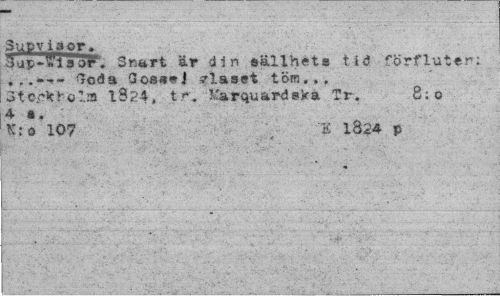 Supvisor.
Sup-Wisor. Snart är din sällhets tid förfluten:
...--- Goda Gosse! glaset töm...
Stockholm 1824, tr. Marquardska Tr. 8:o
4 s.
N:o 107 E 1824 p